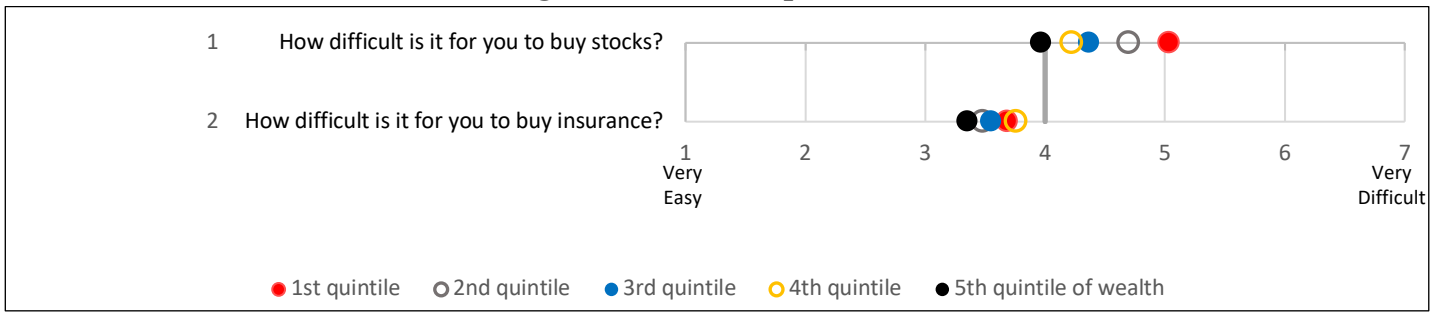 1 How difficult is it for you to buy stocks?
2 How difficult is it for you to buy insurance?
1 2 3 4 5 6 7
Very Very
Easy Difficult
1st quintile 2nd quintile 3rd quintile 4th quintile 5th quintile of wealth